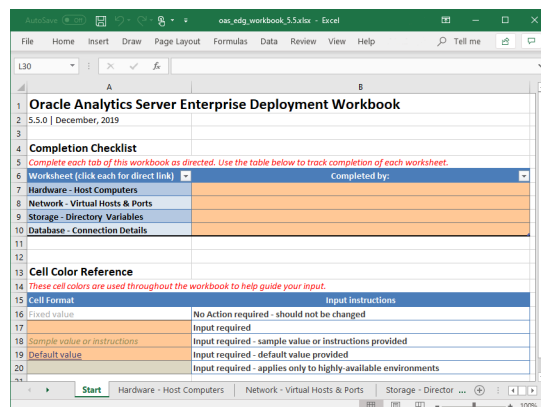 AutoSave Off oas_edg_workbook_5.5.xlsx - Excel
File Home Insert Draw Page Layout Formulas Data Review View Help Tell me
L30 fx
A B
1 Oracle Analytics Server Enterprise Deployment Workbook
2 5.5.0 | December, 2019
3
4 Completion Checklist
5 Complete each tab of this workbook as directed. Use the table below to track completion of each worksheet.
6 Worksheet (click each for direct link) Completed by:
7 Hardware - Host Computers
8 Network - Virtual Hosts & Ports
9 Storage - Directory Variables
10 Database - Connection Details
11
12
13 Cell Color Reference
14 These cell colors are used throughout the workbook to help guide your input.
15 Cell Format Input instructions
16 Fixed value No Action required - should not be changed
17 Input required
18 Sample value or instructions Input required - sample value or instructions provided
19 Default value Input required - default value provided
20 Input required - applies only to highly-available environments
21
Start Hardware - Host Computers Network - Virtual Hosts & Ports Storage - Director ...
100%